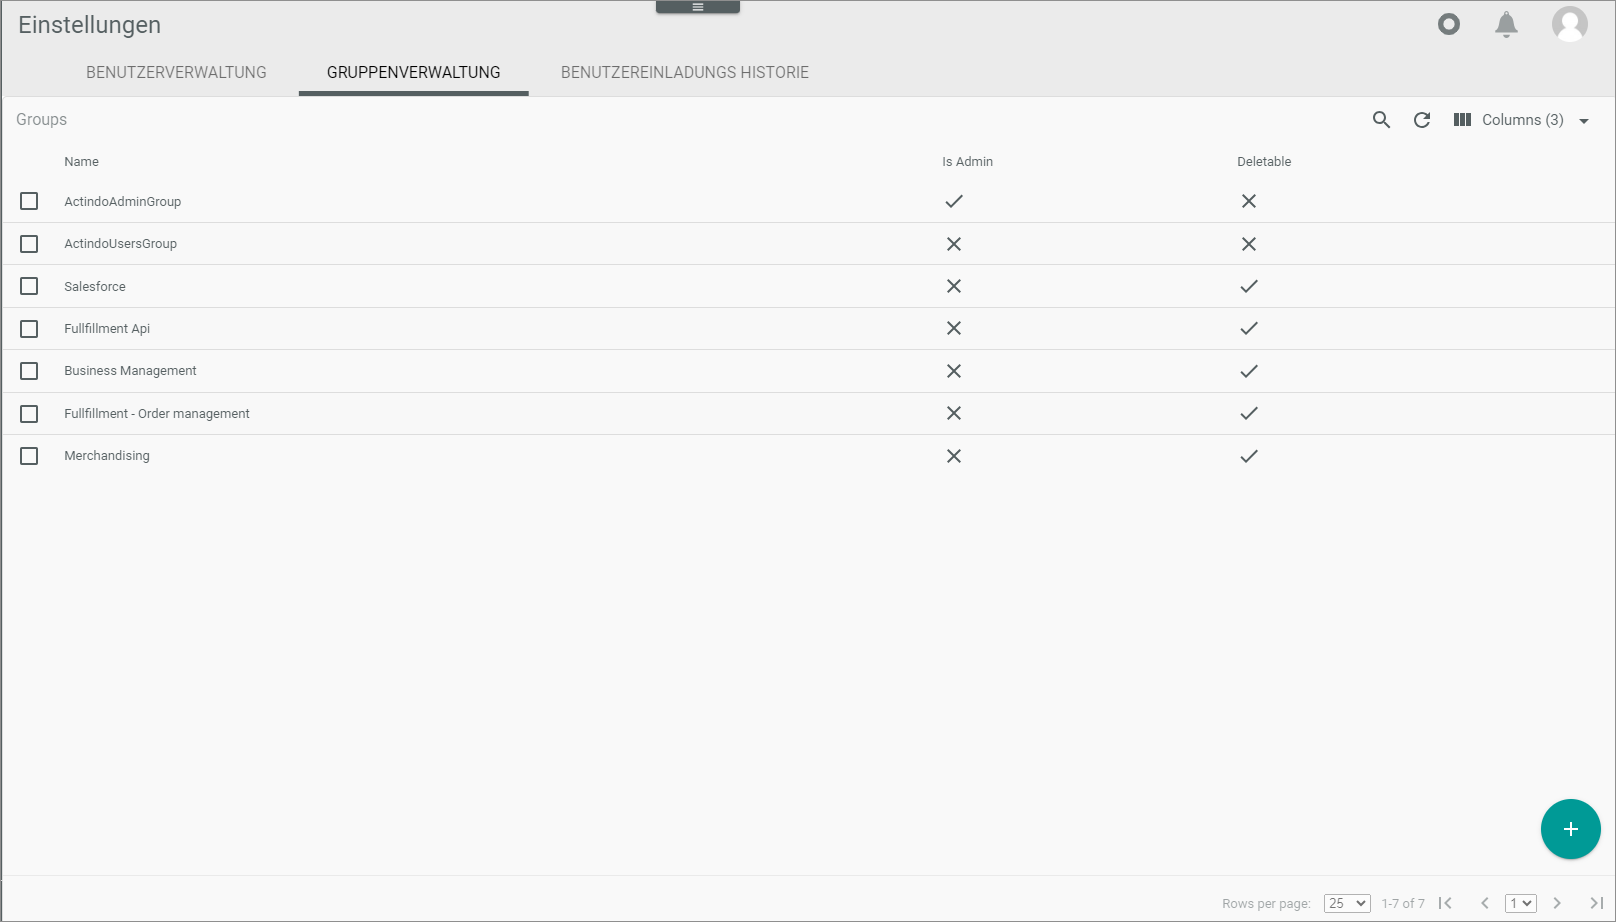 Einstellungen
BENUTZERVERWALTUNG GRUPPENVERWALTUNG BENUTZEREINLADUNGS HISTORIE
Groups Columns (3)
Name Is Admin Deletable
ActindoAdminGroup
ActindoUsersGroup
Salesforce
Fullfillment Api
Business Management
Fullfillment - Order management
Merchandising
Rows per page: 25 1-7 of 7 1